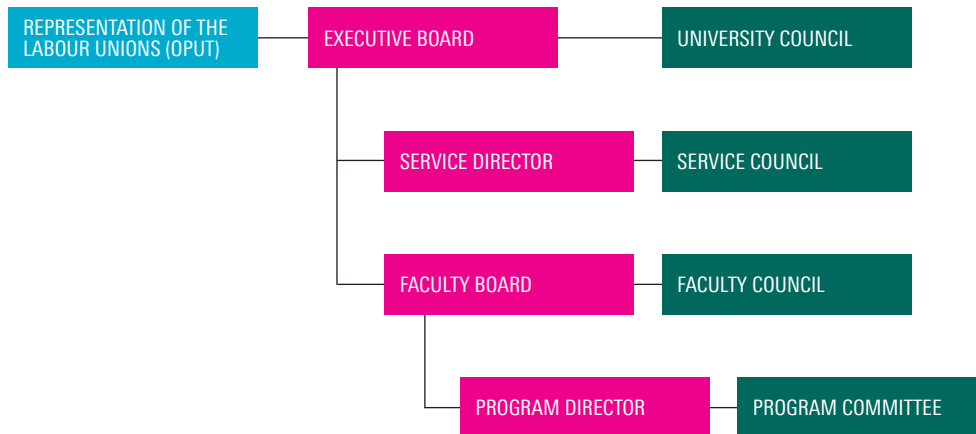 REPRESENTATION OF THE
LABOUR UNIONS (OPUT)
EXECUTIVE BOARD
UNIVERSITY COUNCIL
SERVICE DIRECTOR
SERVICE COUNCIL
FACULTY BOARD
FACULTY COUNCIL
PROGRAM DIRECTOR
PROGRAM COMMITTEE